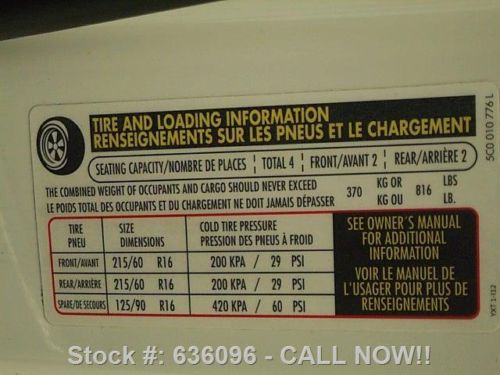 TIRE AND LOADING INFORMATION
RENSEIGNEMENTS SUR LES PNEUS ET LE CHARGEMENT
SEATING CAPACITY/NOMBRE DE PLACES TOTAL 4 FRONT/AVANT 2 REAR/ARRIÈRE 2
THE COMBINED WEIGHT OF OCCUPANTS AND CARGO SHOULD NEVER EXCEED 370 KG OR 816 LBS
LE POIDS TOTAL DES OCCUPANTS ET DU CHARGEMENT NE DOIT JAMAIS DÉPASSER KG OU LB.
TIRE SIZE COLD TIRE PRESSURE
PNEU DIMENSIONS PRESSION DES PNEUS À FROID
FRONT/AVANT 215/60 R16 200 KPA / 29 PSI
REAR/ARRIÈRE 215/60 R16 200 KPA / 29 PSI
SPARE/DE SECOURS 125/90 R16 420 KPA / 60 PSI
SEE OWNER'S MANUAL
FOR ADDITIONAL
INFORMATION
VOIR LE MANUEL DE
L'USAGER POUR PLUS DE
RENSEIGNEMENTS
5C0 010 776 L
YXT 1-I12
Stock #: 636096 - CALL NOW!!